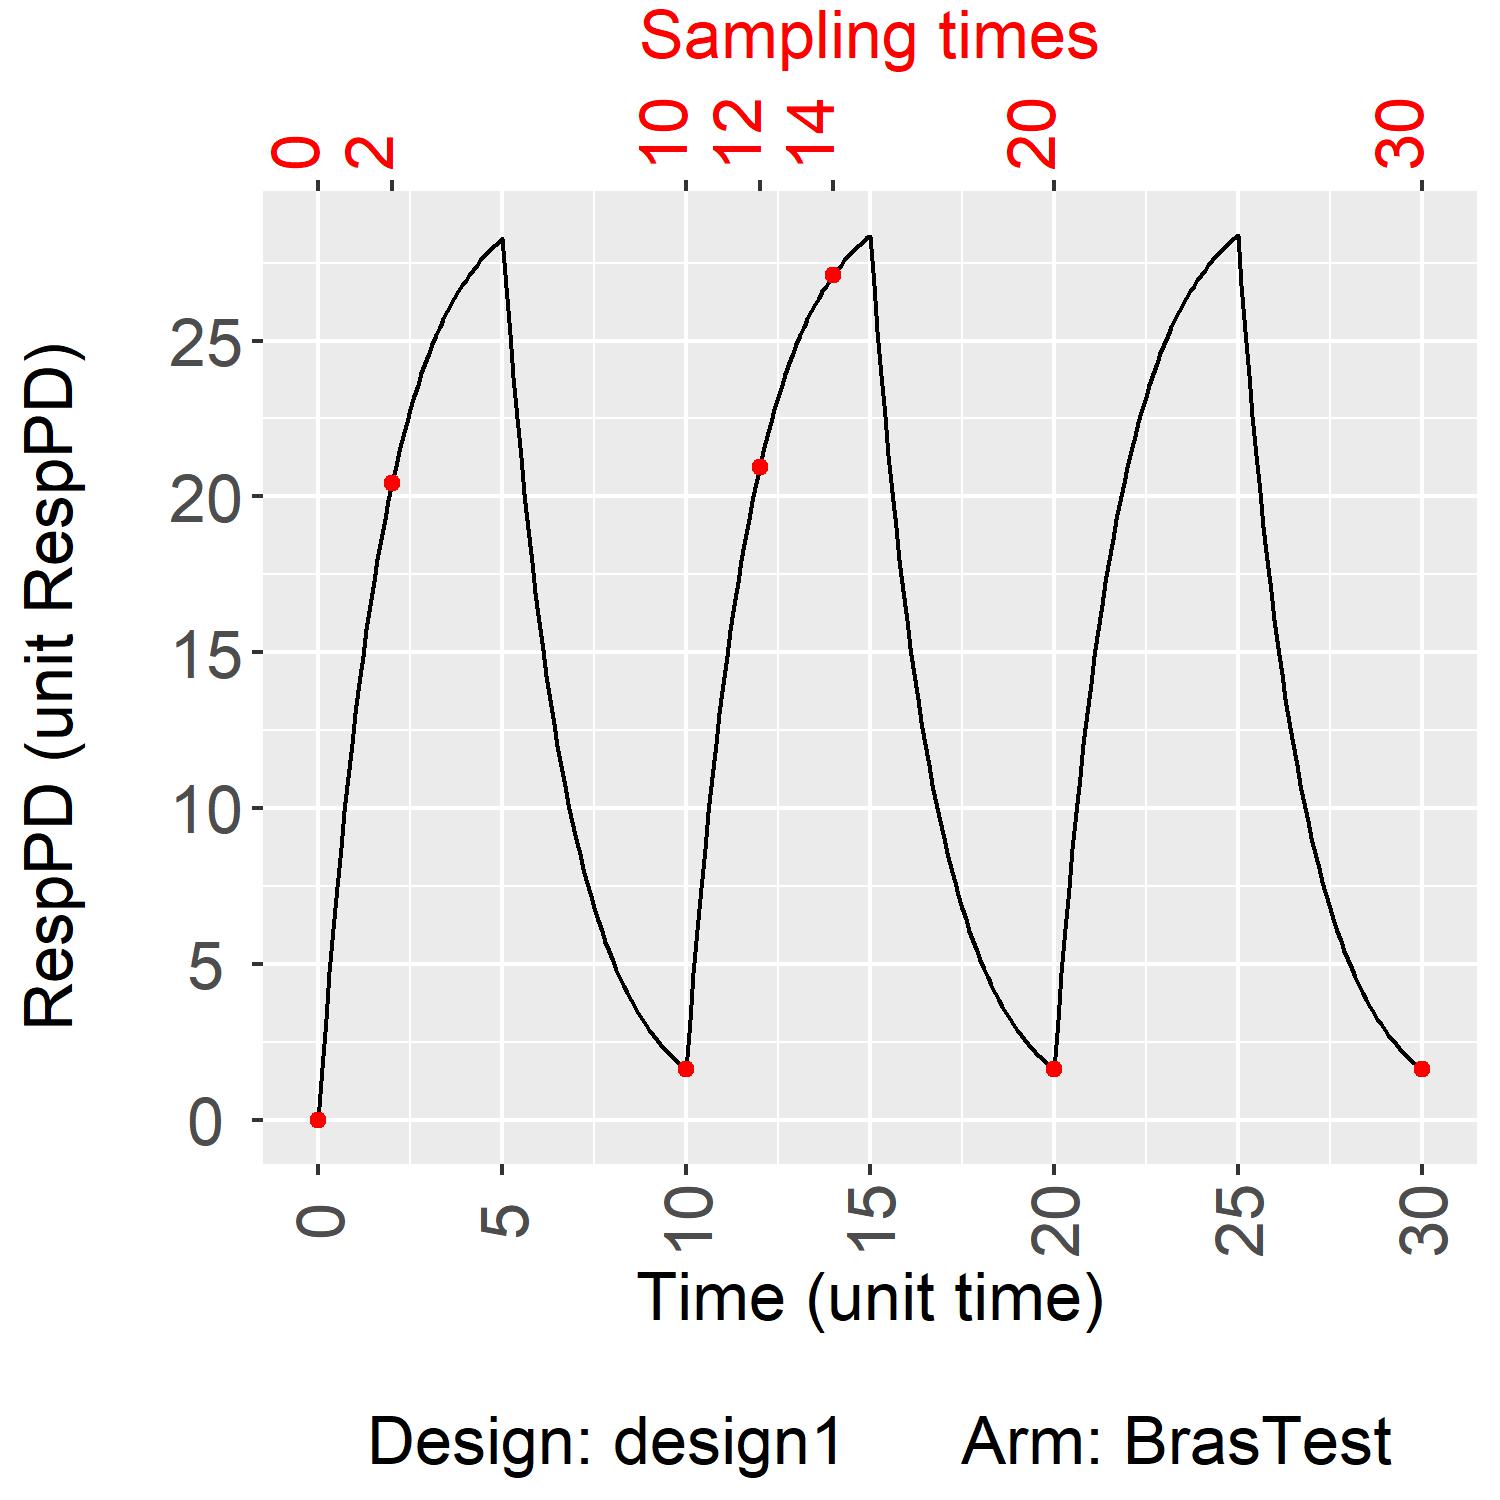 Sampling times
0 2 10 12 14 20 30
RespPD (unit RespPD)
25
20
15
10
5
0
0 5 10 15 20 25 30
Time (unit time)
Design: design1 Arm: BrasTest